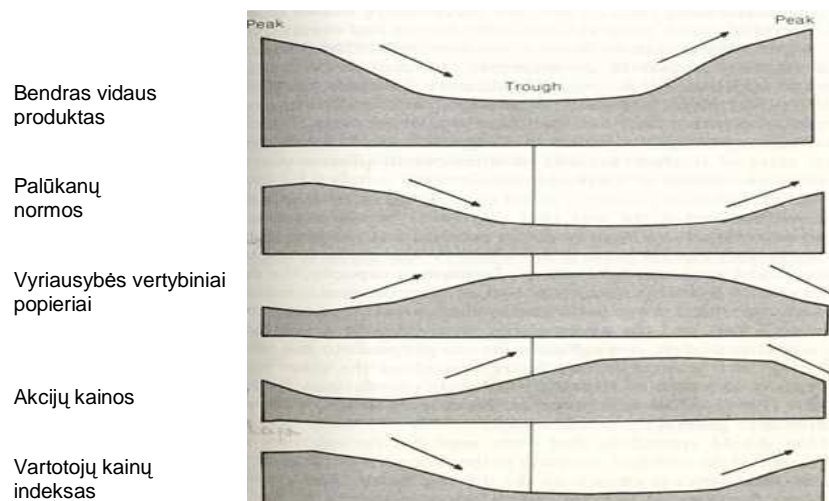 Peak
Peak
Trough
Bendras vidaus
produktas
Palūkanų
normos
Vyriausybės vertybiniai
popieriai
Akcijų kainos
Vartotojų kainų
indeksas